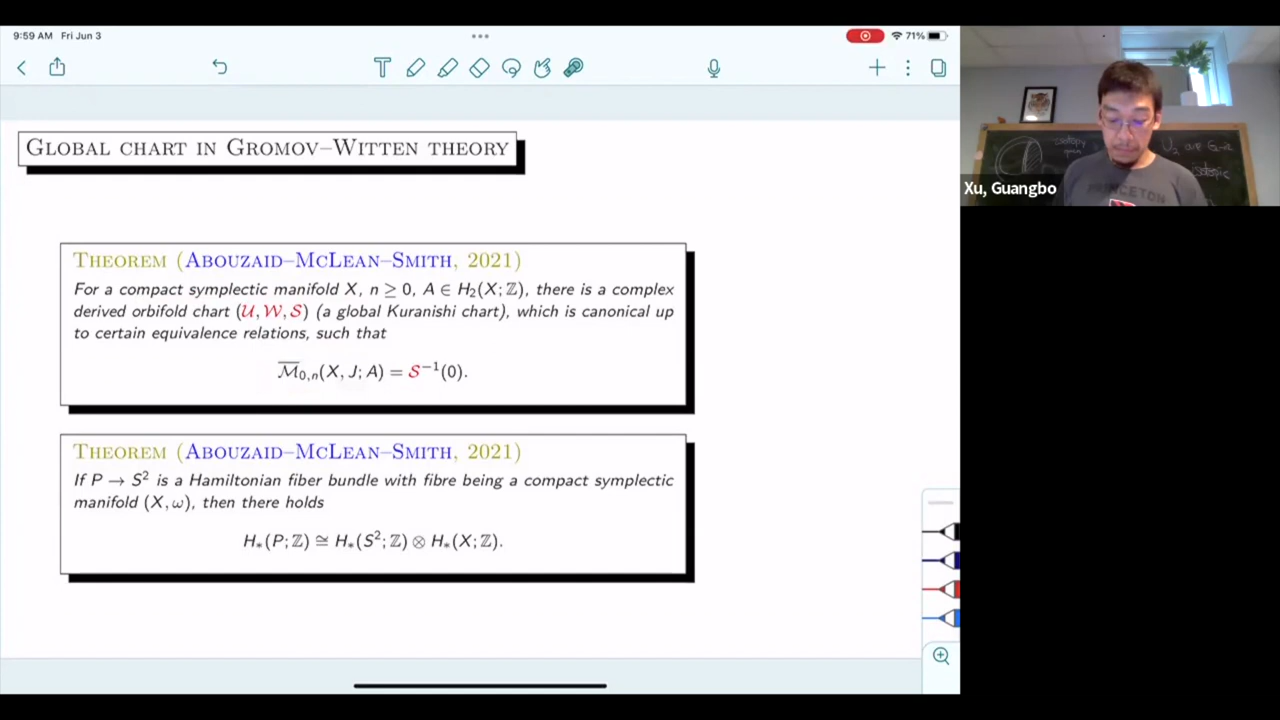 9:59 AM Fri Jun 3
71%
GLOBAL CHART IN GROMOV–WITTEN THEORY
THEOREM (ABOUZAID–MCLEAN–SMITH, 2021)
For a compact symplectic manifold X, n ≥ 0, A ∈ H₂(X; ℤ), there is a complex
derived orbifold chart (𝒰, 𝒲, 𝒮) (a global Kuranishi chart), which is canonical up
to certain equivalence relations, such that
ℳ̅₀,ₙ(X, J; A) = 𝒮⁻¹(0).
THEOREM (ABOUZAID–MCLEAN–SMITH, 2021)
If P → S² is a Hamiltonian fiber bundle with fibre being a compact symplectic
manifold (X, ω), then there holds
H∗(P; ℤ) ≅ H∗(S²; ℤ) ⊗ H∗(X; ℤ).
Xu, Guangbo
PRINCETON
isotopic